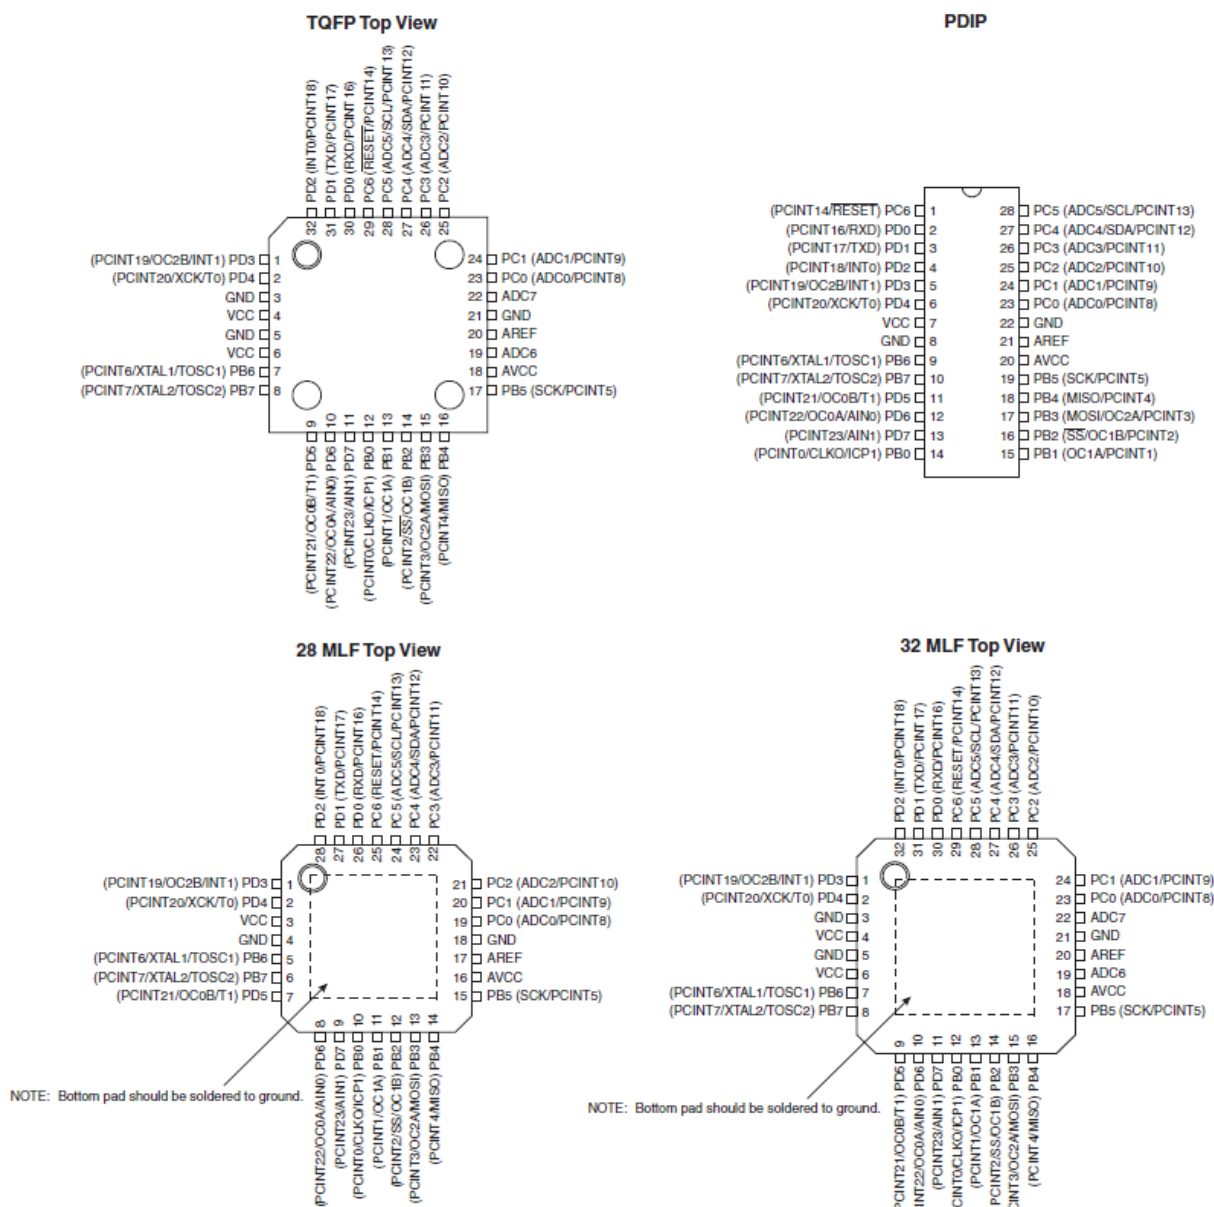 TQFP Top View
PD2 (INT0/PCINT18)
PD1 (TXD/PCINT17)
PD0 (RXD/PCINT16)
PC6 (RESET/PCINT14)
PC5 (ADC5/SCL/PCINT13)
PC4 (ADC4/SDA/PCINT12)
PC3 (ADC3/PCINT11)
PC2 (ADC2/PCINT10)
32 31 30 29 28 27 26 25
(PCINT19/OC2B/INT1) PD3 1
(PCINT20/XCK/T0) PD4 2
GND 3
VCC 4
GND 5
VCC 6
(PCINT6/XTAL1/TOSC1) PB6 7
(PCINT7/XTAL2/TOSC2) PB7 8
24 PC1 (ADC1/PCINT9)
23 PC0 (ADC0/PCINT8)
22 ADC7
21 GND
20 AREF
19 ADC6
18 AVCC
17 PB5 (SCK/PCINT5)
9 10 11 12 13 14 15 16
(PCINT21/OC0B/T1) PD5
(PCINT22/OC0A/AIN0) PD6
(PCINT23/AIN1) PD7
(PCINT0/CLKO/ICP1) PB0
(PCINT1/OC1A) PB1
(PCINT2/SS/OC1B) PB2
(PCINT3/OC2A/MOSI) PB3
(PCINT4/MISO) PB4
PDIP
(PCINT14/RESET) PC6 1
(PCINT16/RXD) PD0 2
(PCINT17/TXD) PD1 3
(PCINT18/INT0) PD2 4
(PCINT19/OC2B/INT1) PD3 5
(PCINT20/XCK/T0) PD4 6
VCC 7
GND 8
(PCINT6/XTAL1/TOSC1) PB6 9
(PCINT7/XTAL2/TOSC2) PB7 10
(PCINT21/OC0B/T1) PD5 11
(PCINT22/OC0A/AIN0) PD6 12
(PCINT23/AIN1) PD7 13
(PCINT0/CLKO/ICP1) PB0 14
28 PC5 (ADC5/SCL/PCINT13)
27 PC4 (ADC4/SDA/PCINT12)
26 PC3 (ADC3/PCINT11)
25 PC2 (ADC2/PCINT10)
24 PC1 (ADC1/PCINT9)
23 PC0 (ADC0/PCINT8)
22 GND
21 AREF
20 AVCC
19 PB5 (SCK/PCINT5)
18 PB4 (MISO/PCINT4)
17 PB3 (MOSI/OC2A/PCINT3)
16 PB2 (SS/OC1B/PCINT2)
15 PB1 (OC1A/PCINT1)
28 MLF Top View
PD2 (INT0/PCINT18)
PD1 (TXD/PCINT17)
PD0 (RXD/PCINT16)
PC6 (RESET/PCINT14)
PC5 (ADC5/SCL/PCINT13)
PC4 (ADC4/SDA/PCINT12)
PC3 (ADC3/PCINT11)
28 27 26 25 24 23 22
(PCINT19/OC2B/INT1) PD3 1
(PCINT20/XCK/T0) PD4 2
VCC 3
GND 4
(PCINT6/XTAL1/TOSC1) PB6 5
(PCINT7/XTAL2/TOSC2) PB7 6
(PCINT21/OC0B/T1) PD5 7
21 PC2 (ADC2/PCINT10)
20 PC1 (ADC1/PCINT9)
19 PC0 (ADC0/PCINT8)
18 GND
17 AREF
16 AVCC
15 PB5 (SCK/PCINT5)
8 9 10 11 12 13 14
(PCINT22/OC0A/AIN0) PD6
(PCINT23/AIN1) PD7
(PCINT0/CLKO/ICP1) PB0
(PCINT1/OC1A) PB1
(PCINT2/SS/OC1B) PB2
(PCINT3/OC2A/MOSI) PB3
(PCINT4/MISO) PB4
NOTE: Bottom pad should be soldered to ground.
32 MLF Top View
PD2 (INT0/PCINT18)
PD1 (TXD/PCINT17)
PD0 (RXD/PCINT16)
PC6 (RESET/PCINT14)
PC5 (ADC5/SCL/PCINT13)
PC4 (ADC4/SDA/PCINT12)
PC3 (ADC3/PCINT11)
PC2 (ADC2/PCINT10)
32 31 30 29 28 27 26 25
(PCINT19/OC2B/INT1) PD3 1
(PCINT20/XCK/T0) PD4 2
GND 3
VCC 4
GND 5
VCC 6
(PCINT6/XTAL1/TOSC1) PB6 7
(PCINT7/XTAL2/TOSC2) PB7 8
24 PC1 (ADC1/PCINT9)
23 PC0 (ADC0/PCINT8)
22 ADC7
21 GND
20 AREF
19 ADC6
18 AVCC
17 PB5 (SCK/PCINT5)
9 10 11 12 13 14 15 16
PCINT21/OC0B/T1) PD5
INT22/OC0A/AIN0) PD6
(PCINT23/AIN1) PD7
PCINT0/CLKO/ICP1) PB0
(PCINT1/OC1A) PB1
PCINT2/SS/OC1B) PB2
CINT3/OC2A/MOSI) PB3
(PCINT4/MISO) PB4
NOTE: Bottom pad should be soldered to ground.